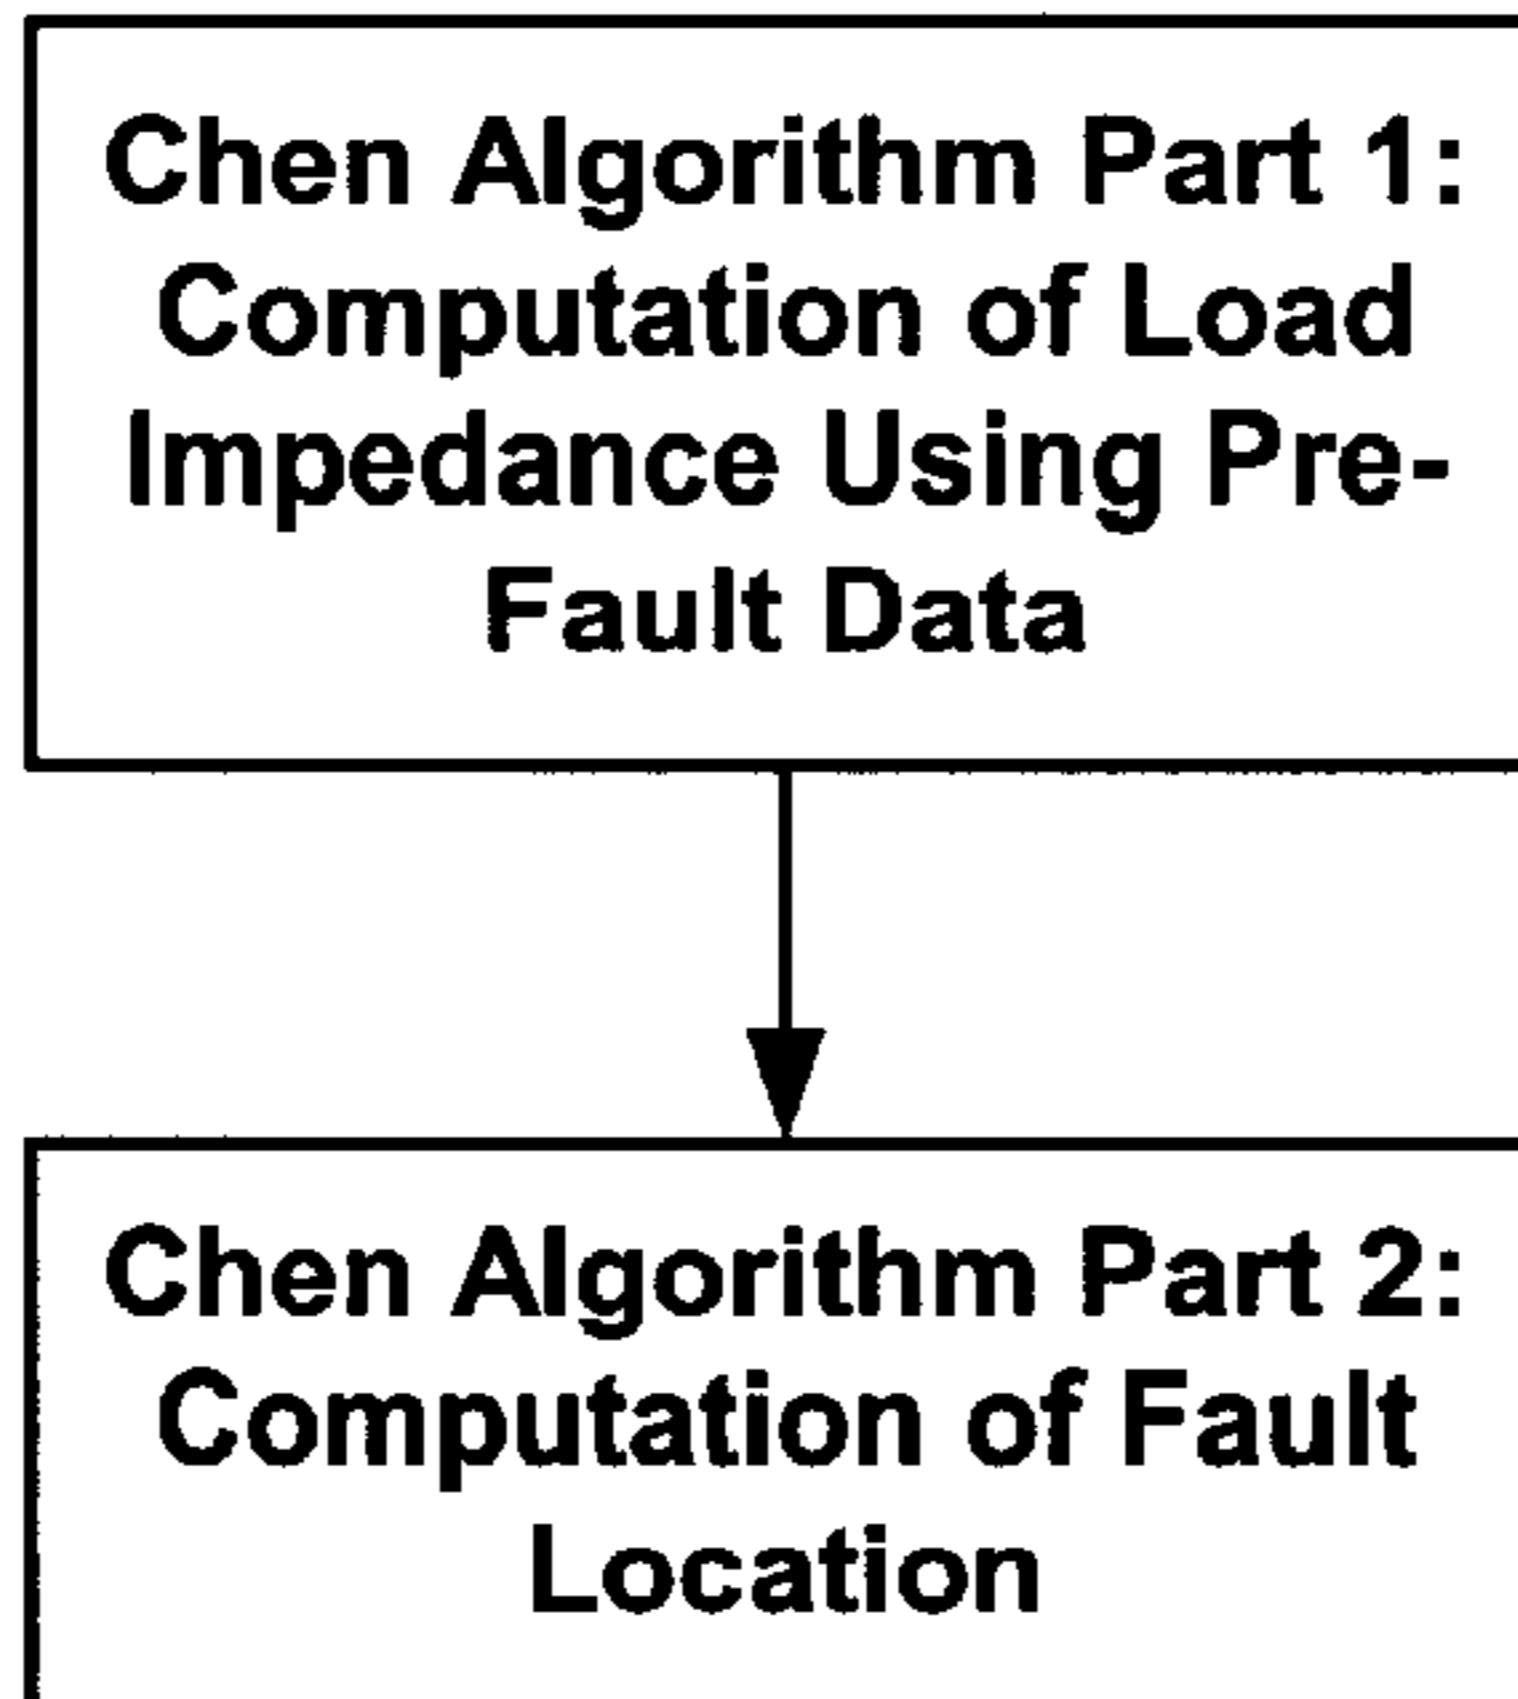 Chen Algorithm Part 1:
Computation of Load
Impedance Using Pre-
Fault Data
Chen Algorithm Part 2:
Computation of Fault
Location